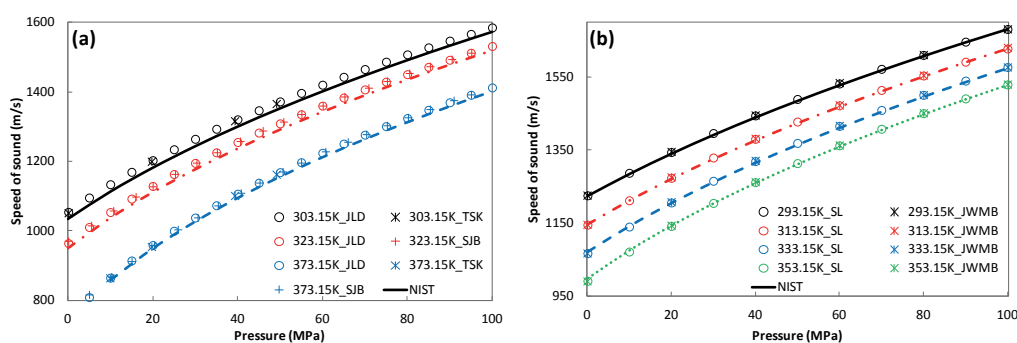 (a)
1600
1400
1200
1000
800
Speed of sound (m/s)
303.15K_JLD 303.15K_TSK
323.15K_JLD 323.15K_SJB
373.15K_JLD 373.15K_TSK
373.15K_SJB NIST
0 20 40 60 80 100
Pressure (MPa)
(b)
1550
1350
1150
950
Speed of sound (m/s)
293.15K_SL 293.15K_JWMB
313.15K_SL 313.15K_JWMB
333.15K_SL 333.15K_JWMB
353.15K_SL 353.15K_JWMB
NIST
0 20 40 60 80 100
Pressure (MPa)